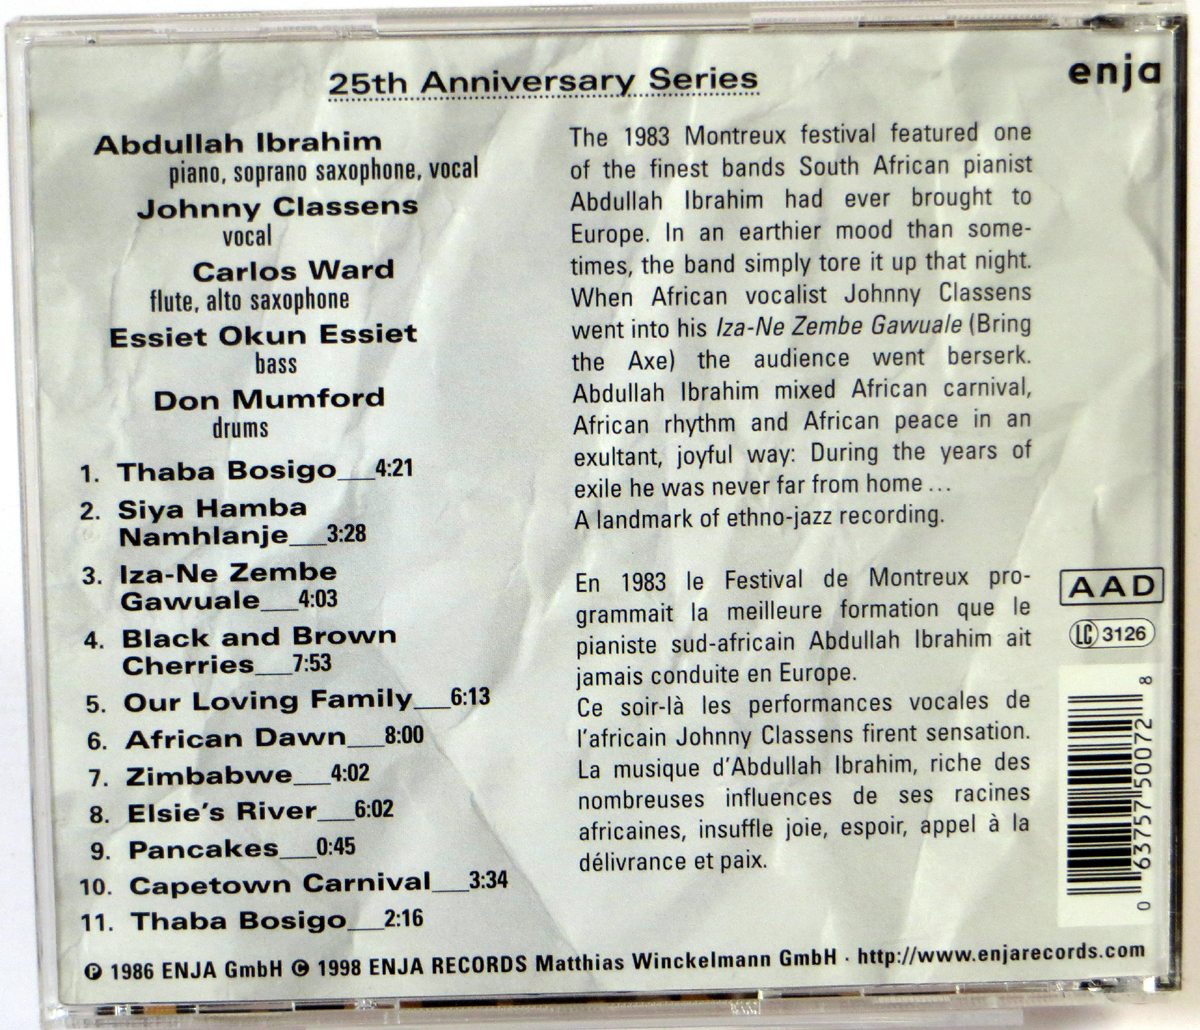 25th Anniversary Series
enja
Abdullah Ibrahim
piano, soprano saxophone, vocal
Johnny Classens
vocal
Carlos Ward
flute, alto saxophone
Essiet Okun Essiet
bass
Don Mumford
drums
1. Thaba Bosigo__4:21
2. Siya Hamba
Namhlanje__3:28
3. Iza-Ne Zembe
Gawuale__4:03
4. Black and Brown
Cherries__7:53
5. Our Loving Family__6:13
6. African Dawn__8:00
7. Zimbabwe__4:02
8. Elsie's River__6:02
9. Pancakes__0:45
10. Capetown Carnival__3:34
11. Thaba Bosigo__2:16
The 1983 Montreux festival featured one
of the finest bands South African pianist
Abdullah Ibrahim had ever brought to
Europe. In an earthier mood than some-
times, the band simply tore it up that night.
When African vocalist Johnny Classens
went into his Iza-Ne Zembe Gawuale (Bring
the Axe) the audience went berserk.
Abdullah Ibrahim mixed African carnival,
African rhythm and African peace in an
exultant, joyful way: During the years of
exile he was never far from home ...
A landmark of ethno-jazz recording.
En 1983 le Festival de Montreux pro-
grammait la meilleure formation que le
pianiste sud-africain Abdullah Ibrahim ait
jamais conduite en Europe.
Ce soir-là les performances vocales de
l'africain Johnny Classens firent sensation.
La musique d'Abdullah Ibrahim, riche des
nombreuses influences de ses racines
africaines, insuffle joie, espoir, appel à la
délivrance et paix.
AAD
LC 3126
0 63757 50072 8
℗ 1986 ENJA GmbH © 1998 ENJA RECORDS Matthias Winckelmann GmbH · http://www.enjarecords.com